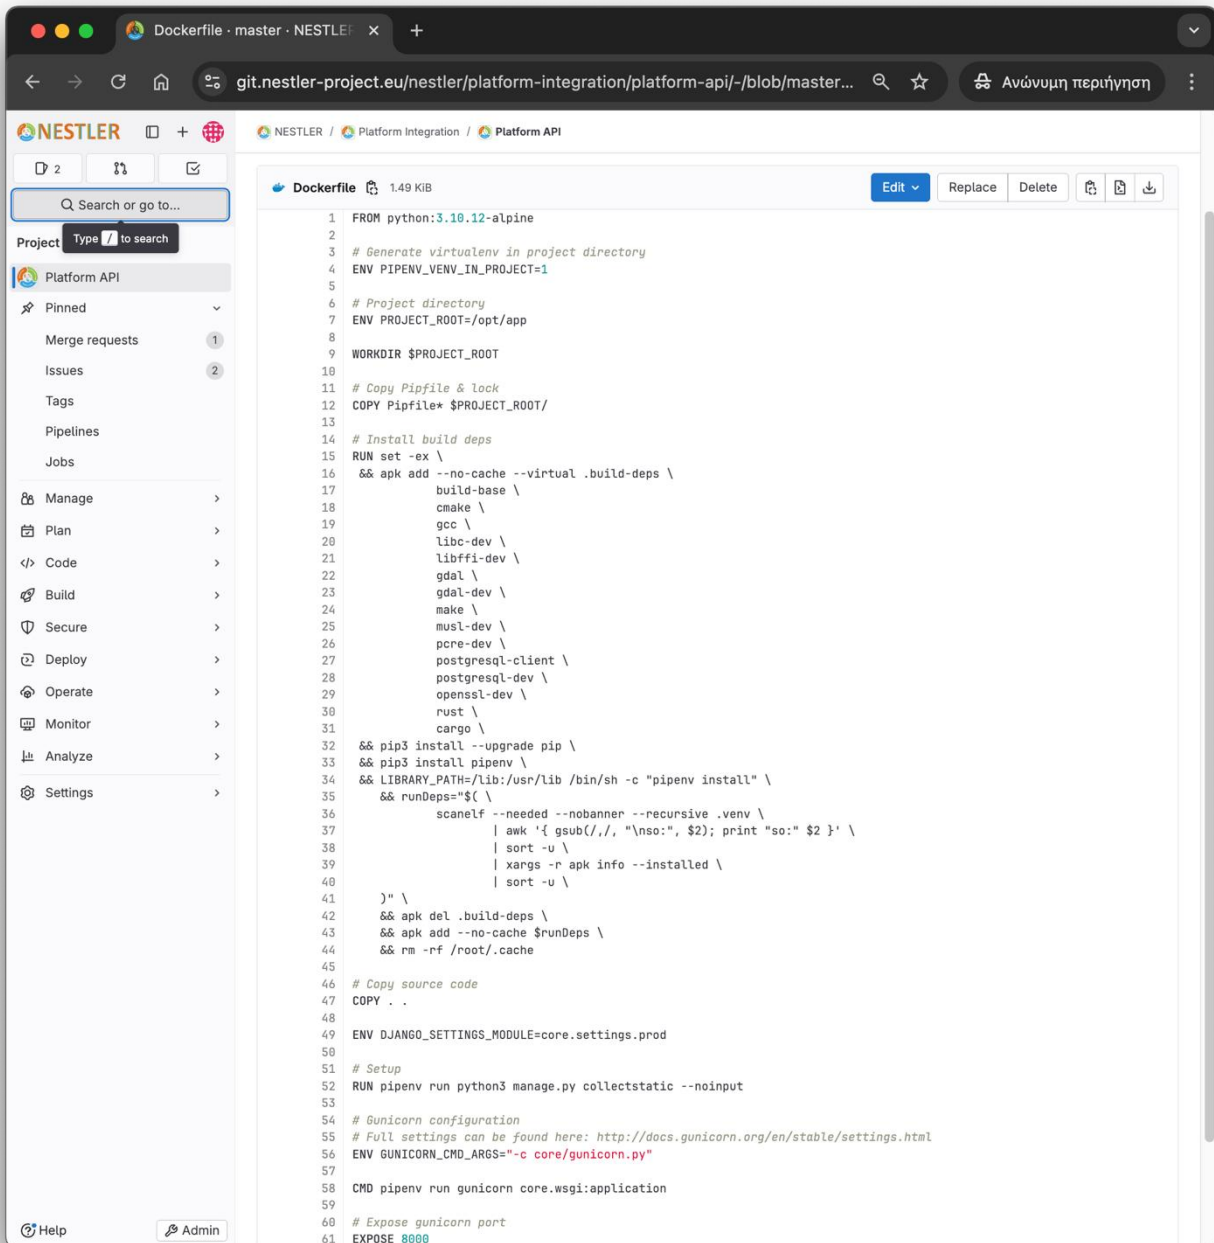 Dockerfile · master · NESTLER
git.nestler-project.eu/nestler/platform-integration/platform-api/-/blob/master...
Ανώνυμη περιήγηση
NESTLER
NESTLER / Platform Integration / Platform API
2
Search or go to...
Type / to search
Project
Platform API
Pinned
Merge requests 1
Issues 2
Tags
Pipelines
Jobs
Manage
Plan
Code
Build
Secure
Deploy
Operate
Monitor
Analyze
Settings
Help
Admin
Dockerfile 1.49 KiB
Edit Replace Delete
1 FROM python:3.10.12-alpine
2
3 # Generate virtualenv in project directory
4 ENV PIPENV_VENV_IN_PROJECT=1
5
6 # Project directory
7 ENV PROJECT_ROOT=/opt/app
8
9 WORKDIR $PROJECT_ROOT
10
11 # Copy Pipfile & lock
12 COPY Pipfile* $PROJECT_ROOT/
13
14 # Install build deps
15 RUN set -ex \
16 && apk add --no-cache --virtual .build-deps \
17 build-base \
18 cmake \
19 gcc \
20 libc-dev \
21 libffi-dev \
22 gdal \
23 gdal-dev \
24 make \
25 musl-dev \
26 pcre-dev \
27 postgresql-client \
28 postgresql-dev \
29 openssl-dev \
30 rust \
31 cargo \
32 && pip3 install --upgrade pip \
33 && pip3 install pipenv \
34 && LIBRARY_PATH=/lib:/usr/lib /bin/sh -c "pipenv install" \
35 && runDeps="$( \
36 scanelf --needed --nobanner --recursive .venv \
37 | awk '{ gsub(/,/, "\nso:", $2); print "so:" $2 }' \
38 | sort -u \
39 | xargs -r apk info --installed \
40 | sort -u \
41 )" \
42 && apk del .build-deps \
43 && apk add --no-cache $runDeps \
44 && rm -rf /root/.cache
45
46 # Copy source code
47 COPY . .
48
49 ENV DJANGO_SETTINGS_MODULE=core.settings.prod
50
51 # Setup
52 RUN pipenv run python3 manage.py collectstatic --noinput
53
54 # Gunicorn configuration
55 # Full settings can be found here: http://docs.gunicorn.org/en/stable/settings.html
56 ENV GUNICORN_CMD_ARGS="-c core/gunicorn.py"
57
58 CMD pipenv run gunicorn core.wsgi:application
59
60 # Expose gunicorn port
61 EXPOSE 8000